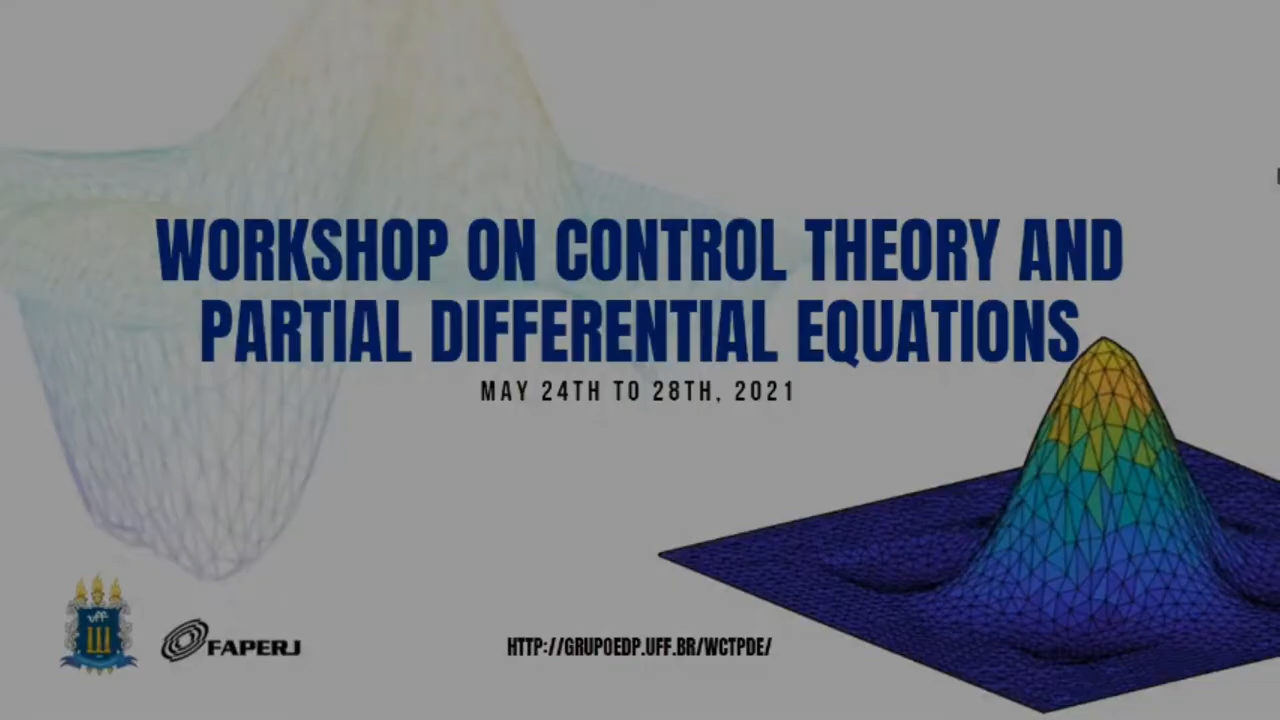 WORKSHOP ON CONTROL THEORY AND
PARTIAL DIFFERENTIAL EQUATIONS
MAY 24TH TO 28TH, 2021
uff
FAPERJ
HTTP://GRUPOEDP.UFF.BR/WCTPDE/